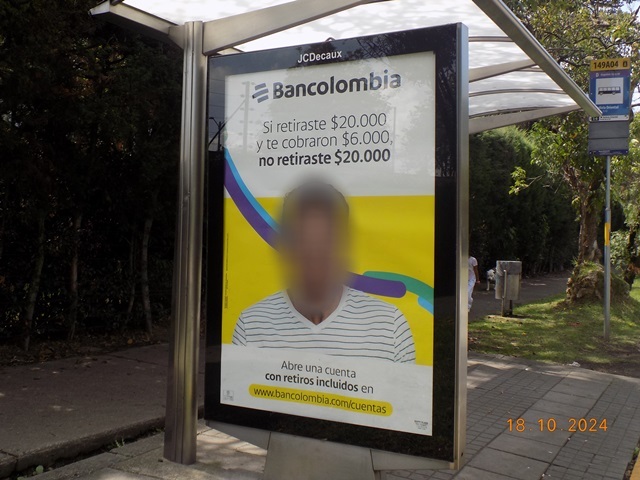 JCDecaux
Bancolombia
Si retiraste $20.000
y te cobraron $6.000,
no retiraste $20.000
Abre una cuenta
con retiros incluidos en
www.bancolombia.com/cuentas
149A04 B
18 10 2024